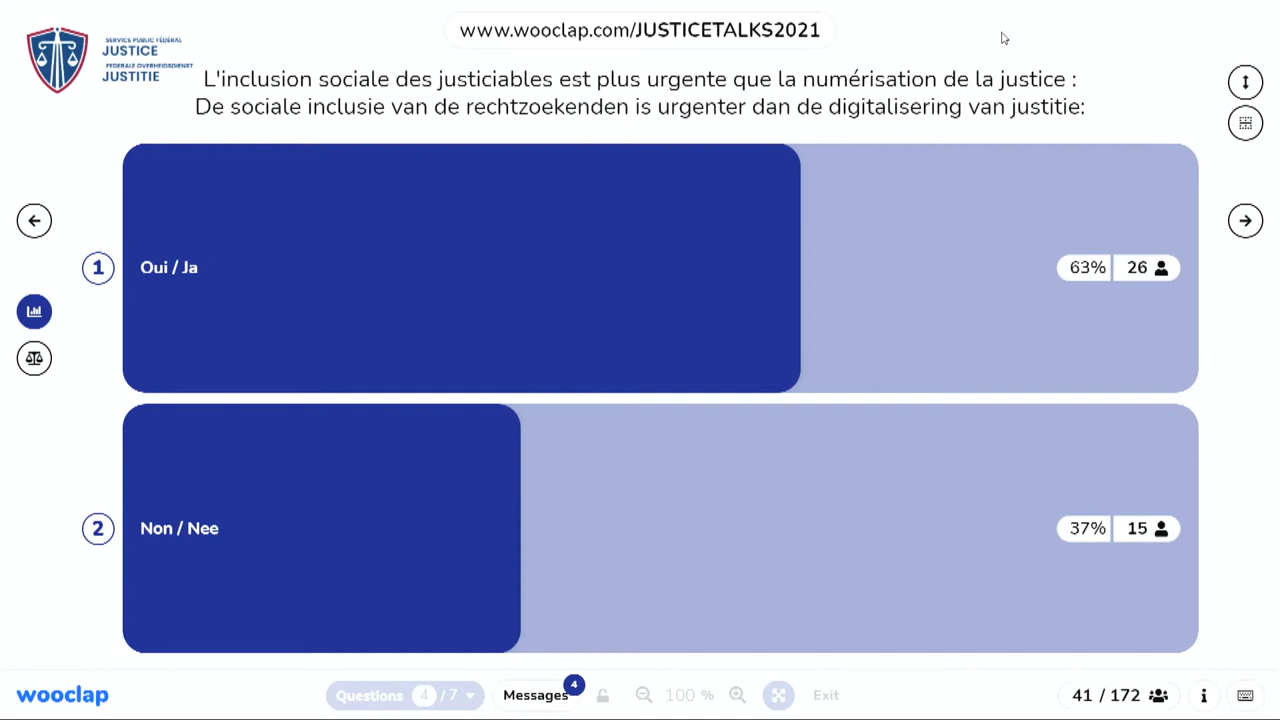 www.wooclap.com/JUSTICETALKS2021
SERVICE PUBLIC FÉDÉRAL
JUSTICE
FEDERALE OVERHEIDSDIENST
JUSTITIE
L'inclusion sociale des justiciables est plus urgente que la numérisation de la justice :
De sociale inclusie van de rechtzoekenden is urgenter dan de digitalisering van justitie:
1 Oui / Ja 63% 26
2 Non / Nee 37% 15
wooclap Questions 4 / 7 Messages 4 100 % Exit 41 / 172